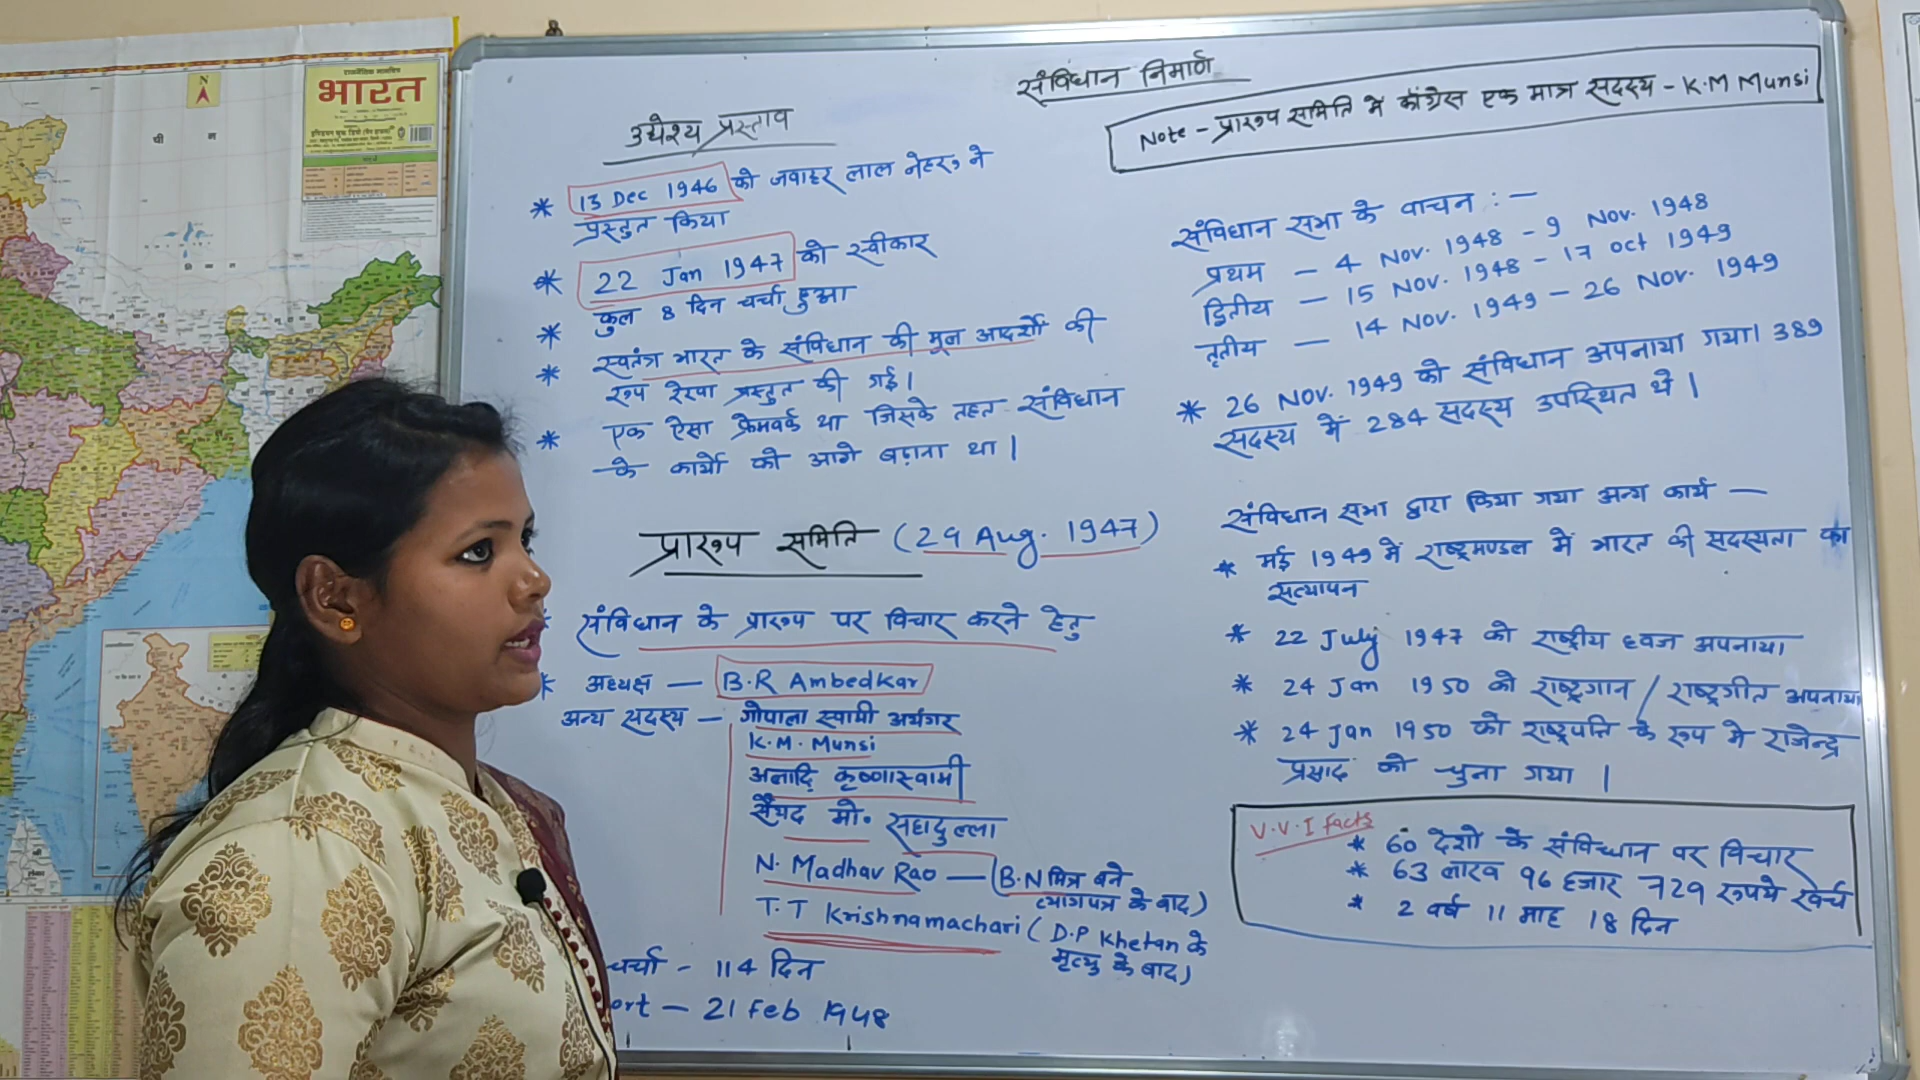 राजनैतिक मानचित्र
भारत
N
संविधान निमार्ण
Note - प्रारूप समिति मे कॉंग्रेस एक मात्र सदस्य - K.M Munsi
उद्येश्य प्रस्ताव
* 13 Dec 1946 को जवाहर लाल नेहरू ने
प्रस्तुत किया
* 22 Jan 1947 को स्वीकार
* कुल 8 दिन चर्चा हुआ
* स्वतंत्र भारत के संविधान की मूल आदर्शो की
रूप रेखा प्रस्तुत की गई।
* एक ऐसा फ्रेमवर्क था जिसके तहत संविधान
के कार्यो को आगे बढ़ाना था।
प्रारूप समिति (29 Aug. 1947)
* संविधान के प्रारूप पर विचार करने हेतु
* अध्यक्ष — B.R Ambedkar
अन्य सदस्य — गोपाला स्वामी अयंगर
K.M. Munsi
अलादि कृष्णास्वामी
सैयद मो. सहादुल्ला
N. Madhav Rao — (B.N मित्र बने
त्यागपत्र के बाद)
T.T Krishnamachari (D.P Khetan के
मृत्यु के बाद)
चर्चा - 114 दिन
ort — 21 Feb 1948
संविधान सभा के वाचन : —
प्रथम — 4 Nov. 1948 - 9 Nov. 1948
द्वितीय — 15 Nov. 1948 - 17 oct 1949
तृतीय — 14 Nov. 1949 — 26 Nov. 1949
* 26 Nov. 1949 को संविधान अपनाया गया। 389
सदस्य में 284 सदस्य उपस्थित थे।
संविधान सभा द्वारा किया गया अन्य कार्य —
* मई 1949 में राष्ट्रमण्डल में भारत की सदस्यता का
सत्यापन
* 22 July 1947 को राष्ट्रीय ध्वज अपनाया
* 24 Jan 1950 को राष्ट्रगान / राष्ट्रगीत अपनाया
* 24 Jan 1950 को राष्ट्रपति के रूप मे राजेन्द्र
प्रसाद को चुना गया।
V.V.I facts
* 60 देशो के संविधान पर विचार
* 63 लाख 96 हजार 729 रूपये खर्च
* 2 वर्ष 11 माह 18 दिन